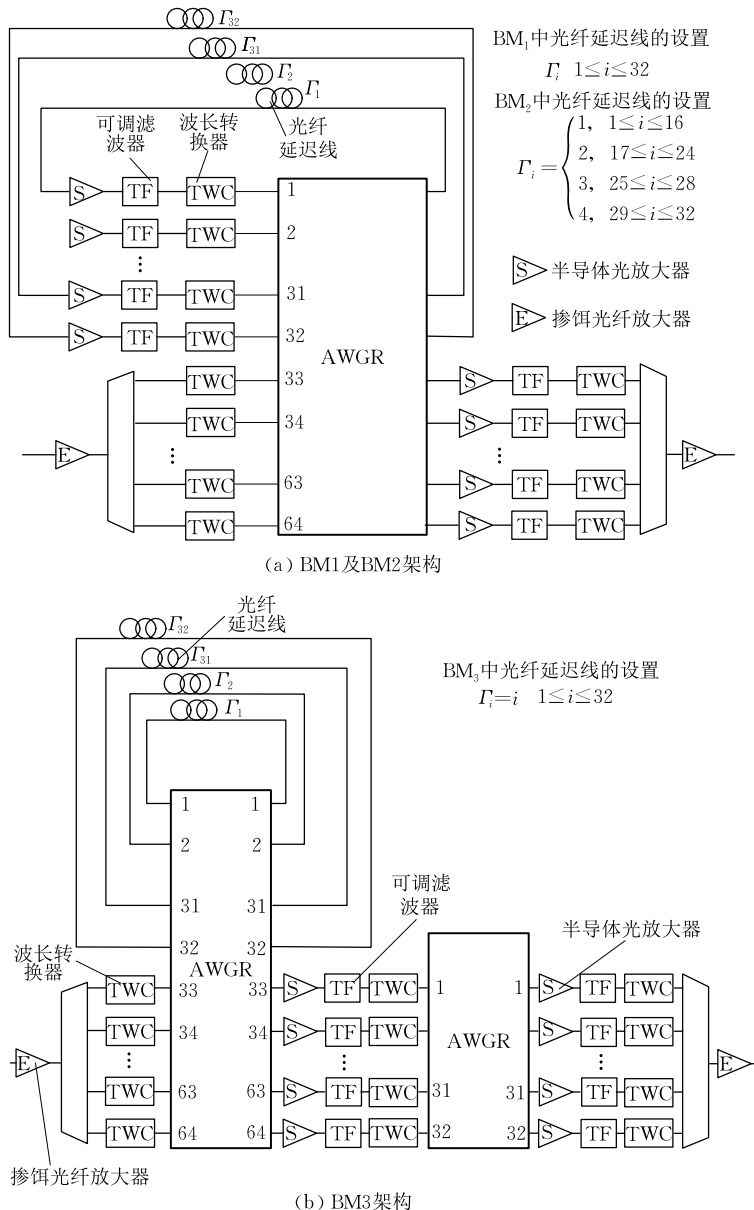 Γ32
Γ31
Γ2
Γ1
可调滤
波器
波长转
换器
光纤
延迟线
BM1中光纤延迟线的设置
Γi 1≤i≤32
BM2中光纤延迟线的设置
Γi= 1, 1≤i≤16
2, 17≤i≤24
3, 25≤i≤28
4, 29≤i≤32
S 半导体光放大器
E 掺铒光纤放大器
S TF TWC 1
S TF TWC 2
...
S TF TWC 31
S TF TWC 32
AWGR
TWC 33 S TF TWC
TWC 34 S TF TWC
E ... ... E
TWC 63 S TF TWC
TWC 64 S TF TWC
(a) BM1及BM2架构
Γ32
Γ31
Γ2
Γ1
光纤
延迟线
BM3中光纤延迟线的设置
Γi=i 1≤i≤32
1 1
2 2
31 31
32 32
AWGR
可调滤
波器
半导体光放大器
波长转
换器
TWC 33 33 S TF TWC 1 1 S TF TWC
TWC 34 34 S TF TWC S TF TWC
AWGR
E ... ... ... E
TWC 63 63 S TF TWC 31 31 S TF TWC
TWC 64 64 S TF TWC 32 32 S TF TWC
掺铒光纤放大器
(b) BM3架构